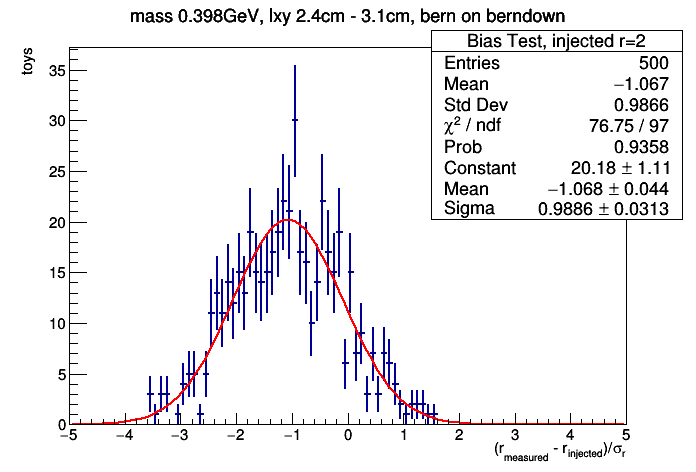 mass 0.398GeV, lxy 2.4cm - 3.1cm, bern on berndown
Bias Test, injected r=2
Entries 500
Mean −1.067
Std Dev 0.9866
χ² / ndf 76.75 / 97
Prob 0.9358
Constant 20.18 ± 1.11
Mean −1.068 ± 0.044
Sigma 0.9886 ± 0.0313
toys
35
30
25
20
15
10
5
0
−5 −4 −3 −2 −1 0 1 2 3 4 5
(r_measured - r_injected)/σ_r